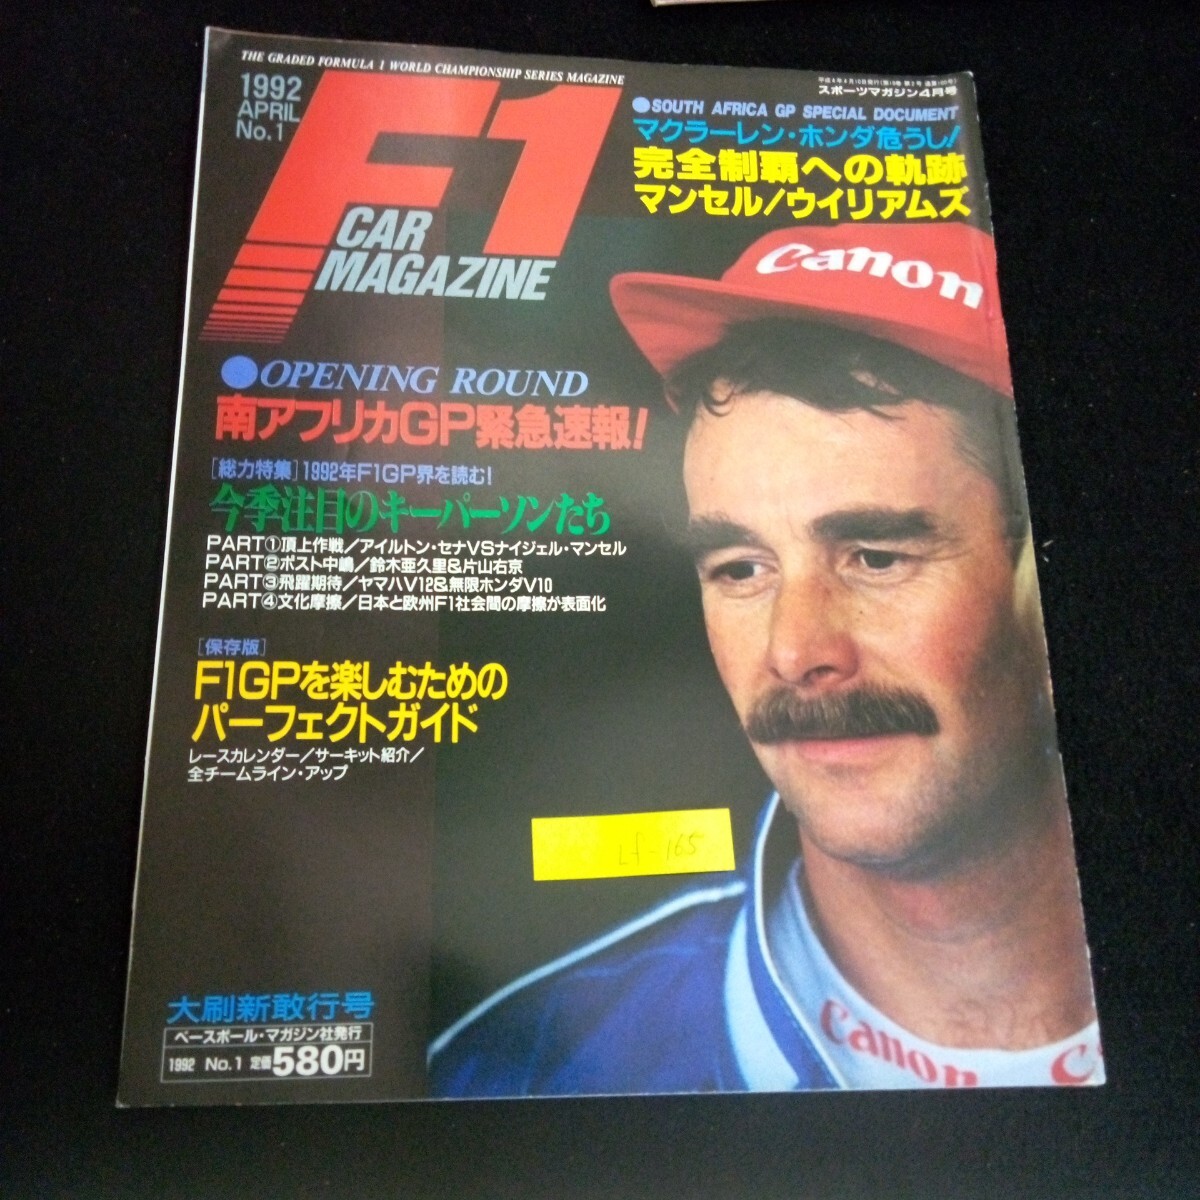 THE GRADED FORMULA 1 WORLD CHAMPIONSHIP SERIES MAGAZINE
1992
APRIL
No.1
F1
CAR
MAGAZINE
スポーツマガジン4月号
●SOUTH AFRICA GP SPECIAL DOCUMENT
マクラーレン・ホンダ危うし!
完全制覇への軌跡
マンセル/ウイリアムズ
Canon
●OPENING ROUND
南アフリカGP緊急速報!
[総力特集]1992年F1GP界を読む!
今季注目のキーパーソンたち
PART①頂上作戦/アイルトン・セナVSナイジェル・マンセル
PART②ポスト中嶋/鈴木亜久里&片山右京
PART③飛躍期待/ヤマハV12&無限ホンダV10
PART④文化摩擦/日本と欧州F1社会間の摩擦が表面化
[保存版]
F1GPを楽しむための
パーフェクトガイド
レースカレンダー/サーキット紹介/
全チームライン・アップ
Lf-165
大刷新敢行号
ベースボール・マガジン社発行
1992 No.1 定価580円
Canon
C